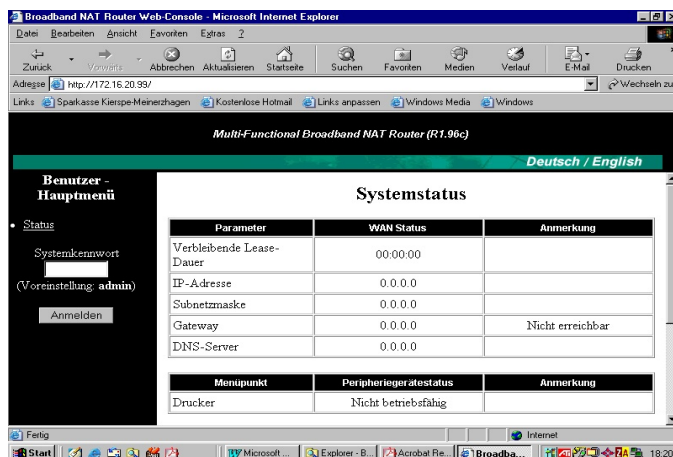 Broadband NAT Router Web-Console - Microsoft Internet Explorer
Datei Bearbeiten Ansicht Favoriten Extras ?
Zurück Vorwärts Abbrechen Aktualisieren Startseite Suchen Favoriten Medien Verlauf E-Mail Drucken
Adresse http://172.16.20.99/ Wechseln zu
Links Sparkasse Kierspe-Meinerzhagen Kostenlose Hotmail Links anpassen Windows Media Windows
Multi-Functional Broadband NAT Router (R1.96c)
Deutsch / English
Benutzer -
Hauptmenü
Status
Systemkennwort
(Voreinstellung: admin)
Anmelden
Systemstatus
Parameter WAN Status Anmerkung
Verbleibende Lease-
Dauer 00:00:00
IP-Adresse 0.0.0.0
Subnetzmaske 0.0.0.0
Gateway 0.0.0.0 Nicht erreichbar
DNS-Server 0.0.0.0
Menüpunkt Peripheriegerätestatus Anmerkung
Drucker Nicht betriebsfähig
Fertig Internet
Start Microsoft ... Explorer - B... Acrobat Re... Broadba... 18:20